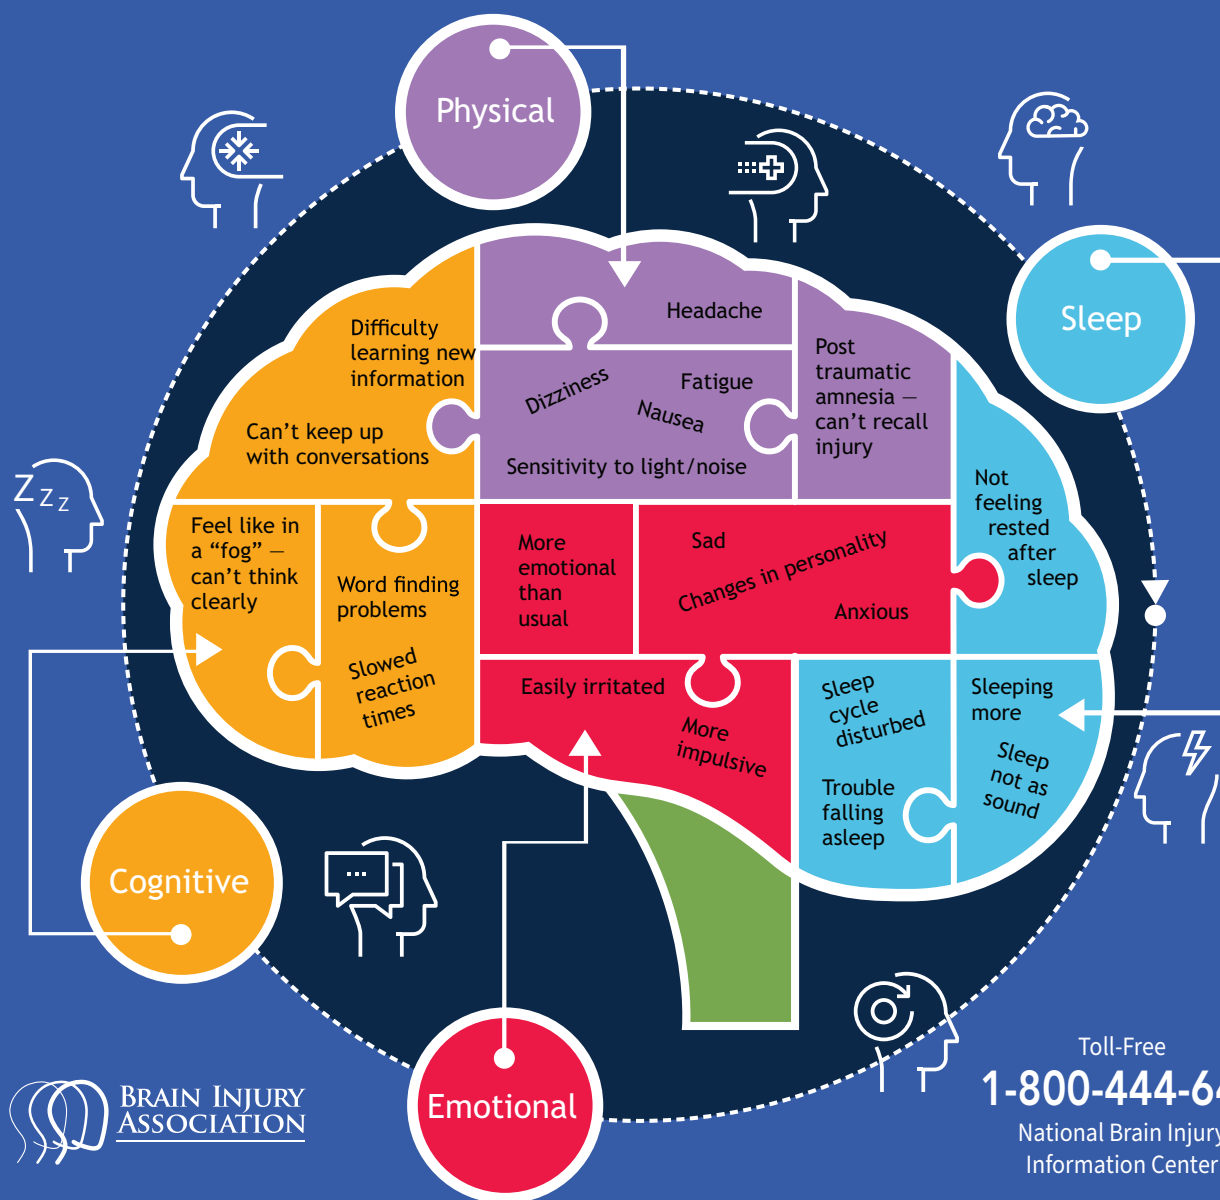 Physical
Sleep
Headache
Difficulty
learning new
information
Can’t keep up
with conversations
Dizziness
Fatigue
Nausea
Sensitivity to light/noise
Post
traumatic
amnesia –
can’t recall
injury
Not
feeling
rested
after
sleep
Z Z Z
Feel like in
a “fog” –
can’t think
clearly
Word finding
problems
Slowed
reaction
times
More
emotional
than
usual
Sad
Changes in personality
Anxious
Easily irritated
More
impulsive
Sleep
cycle
disturbed
Trouble
falling
asleep
Sleeping
more
Sleep
not as
sound
Cognitive
Emotional
BRAIN INJURY
ASSOCIATION
Toll-Free
1-800-444-64
National Brain Injury
Information Center